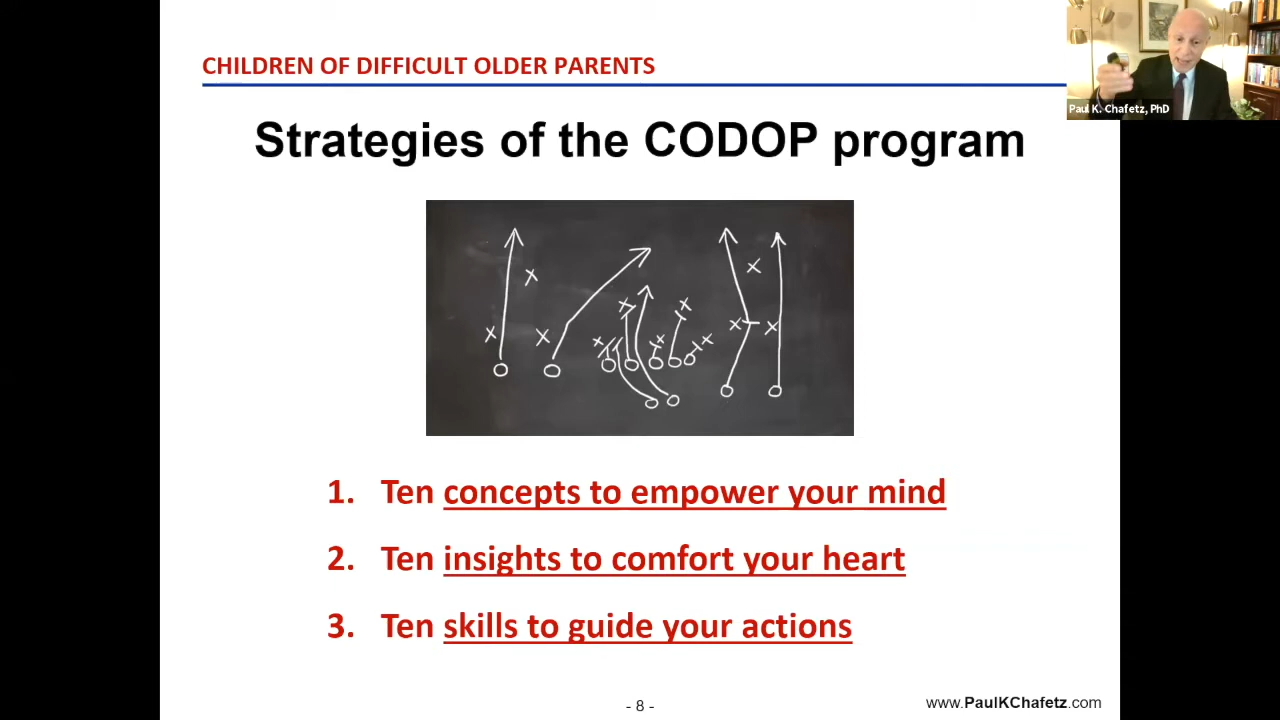 CHILDREN OF DIFFICULT OLDER PARENTS
Paul K. Chafetz, PhD
Strategies of the CODOP program
1. Ten concepts to empower your mind
2. Ten insights to comfort your heart
3. Ten skills to guide your actions
- 8 -
www.PaulKChafetz.com